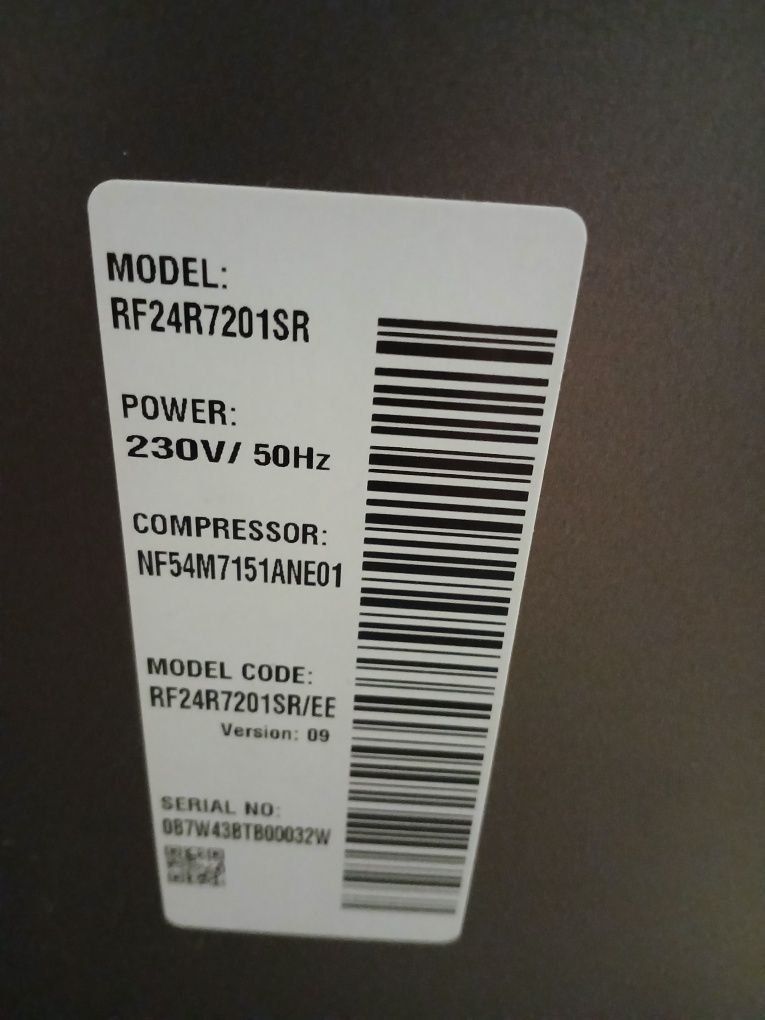 MODEL:
RF24R7201SR
POWER:
230V/ 50Hz
COMPRESSOR:
NF54M7151ANE01
MODEL CODE:
RF24R7201SR/EE
Version: 09
SERIAL NO:
0B7W43BTB00032W